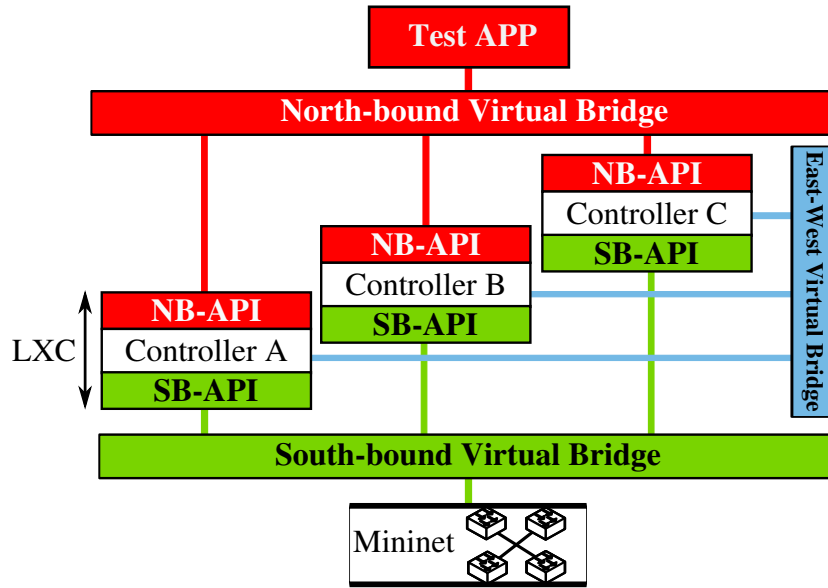 Test APP
North-bound Virtual Bridge
NB-API
Controller C
SB-API
East-West Virtual Bridge
NB-API
Controller B
SB-API
NB-API
LXC
Controller A
SB-API
South-bound Virtual Bridge
Mininet